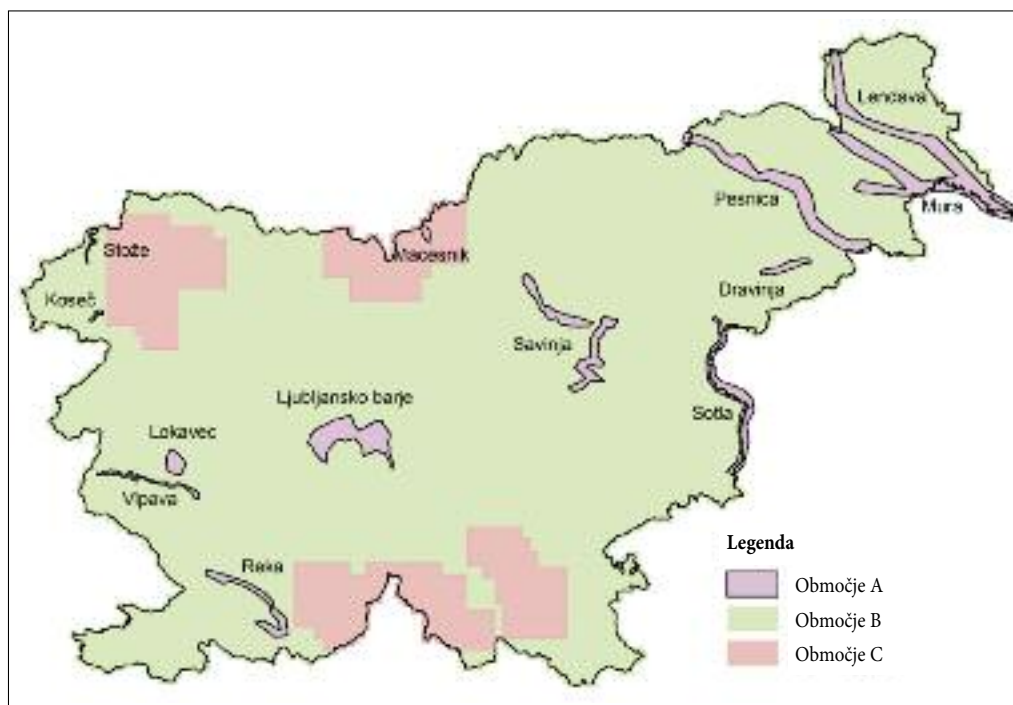 Lendava
Pesnica
Mura
Stože
Macesnik
Dravinja
Koseč
Savinja
Ljubljansko barje
Sotla
Lokavec
Vipava
Reka
Legenda
Območje A
Območje B
Območje C